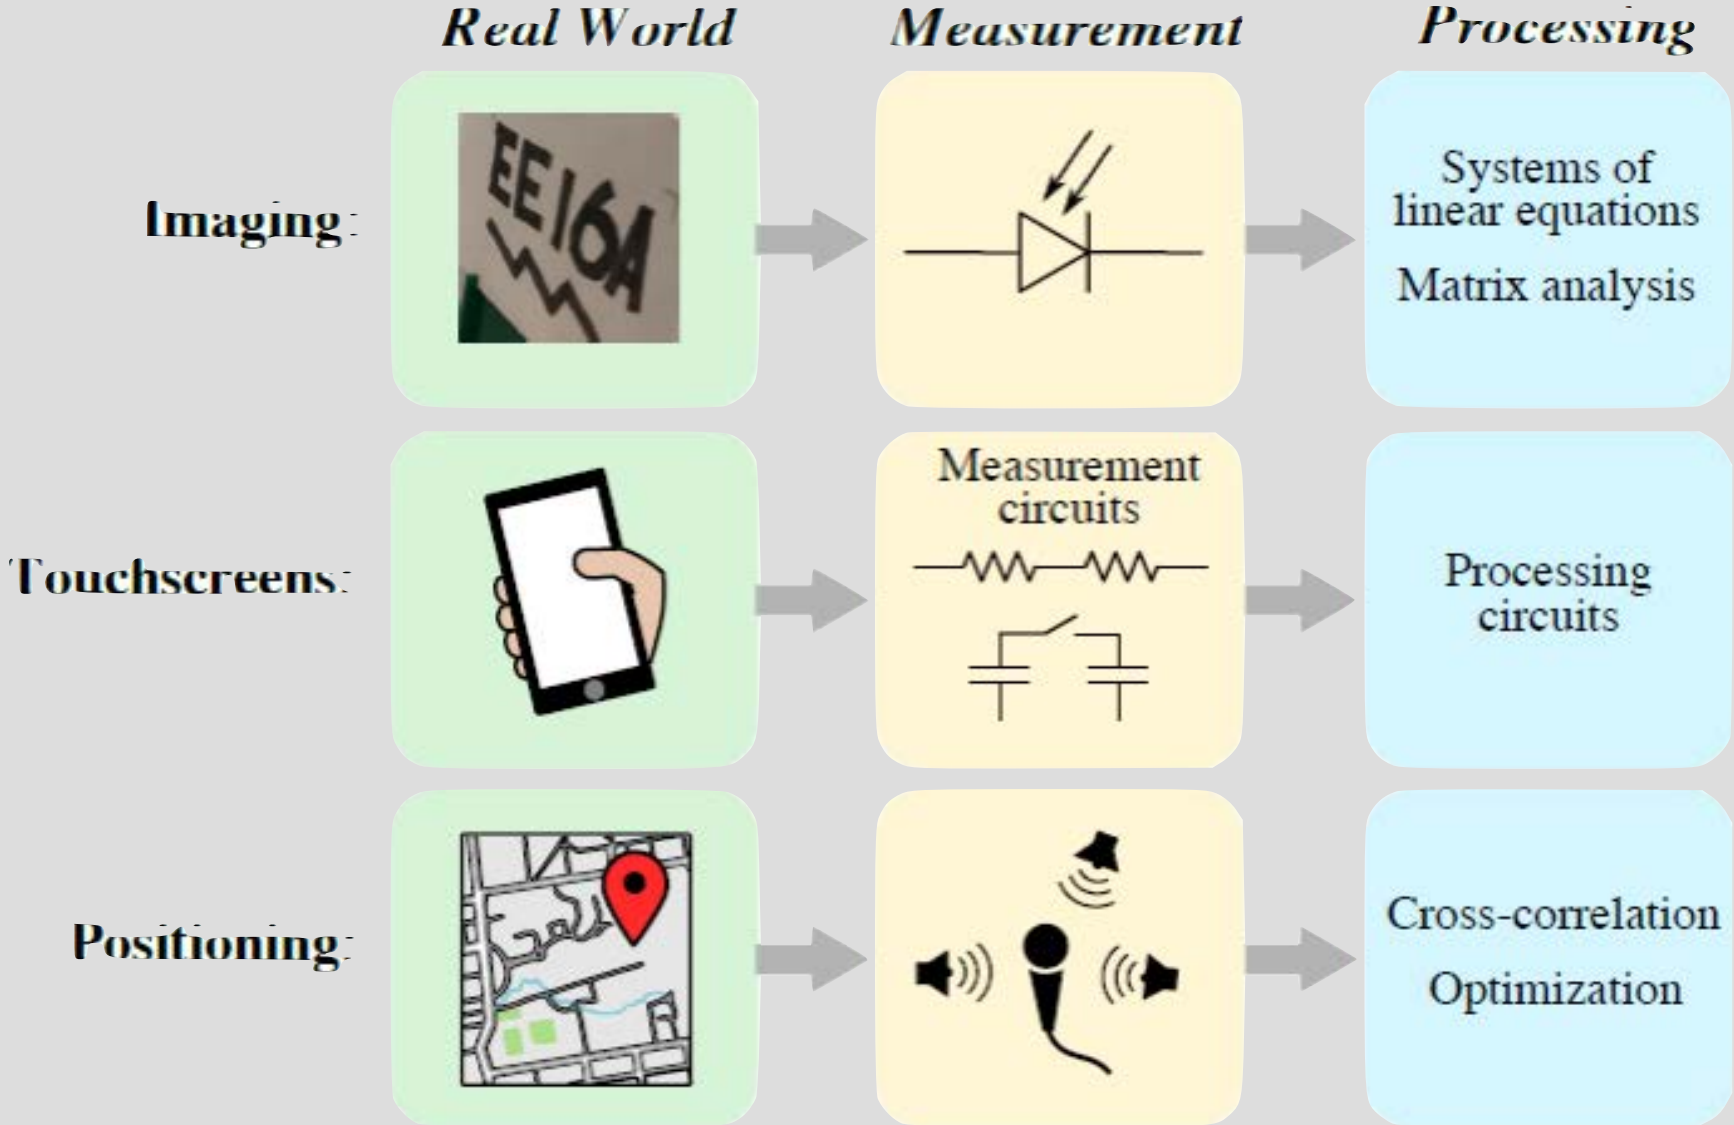 Real World
Measurement
Processing
Imaging:
EE16A
Systems of
linear equations
Matrix analysis
Touchscreens:
Measurement
circuits
Processing
circuits
Positioning:
Cross-correlation
Optimization